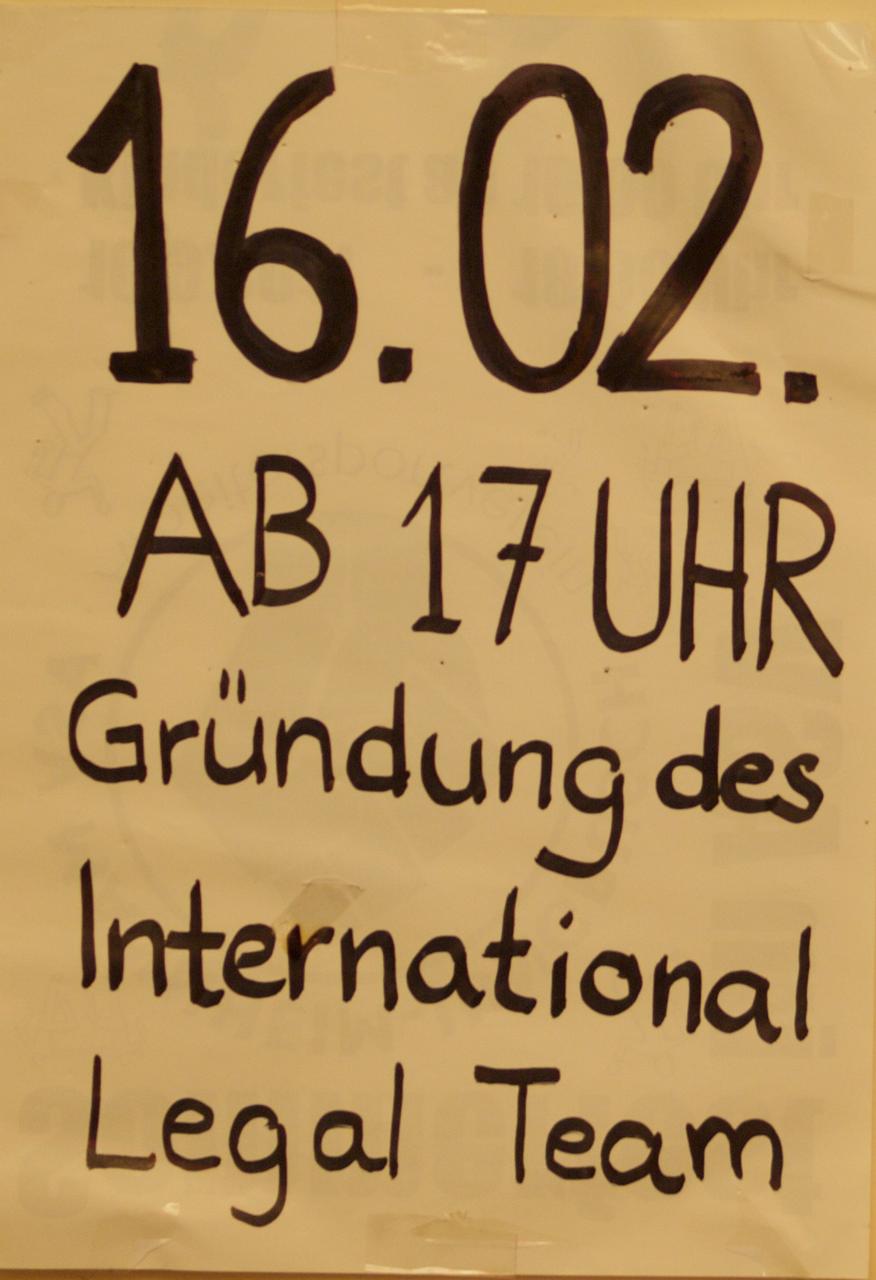 16.02.
AB 17 UHR
Gründung des
International
Legal Team